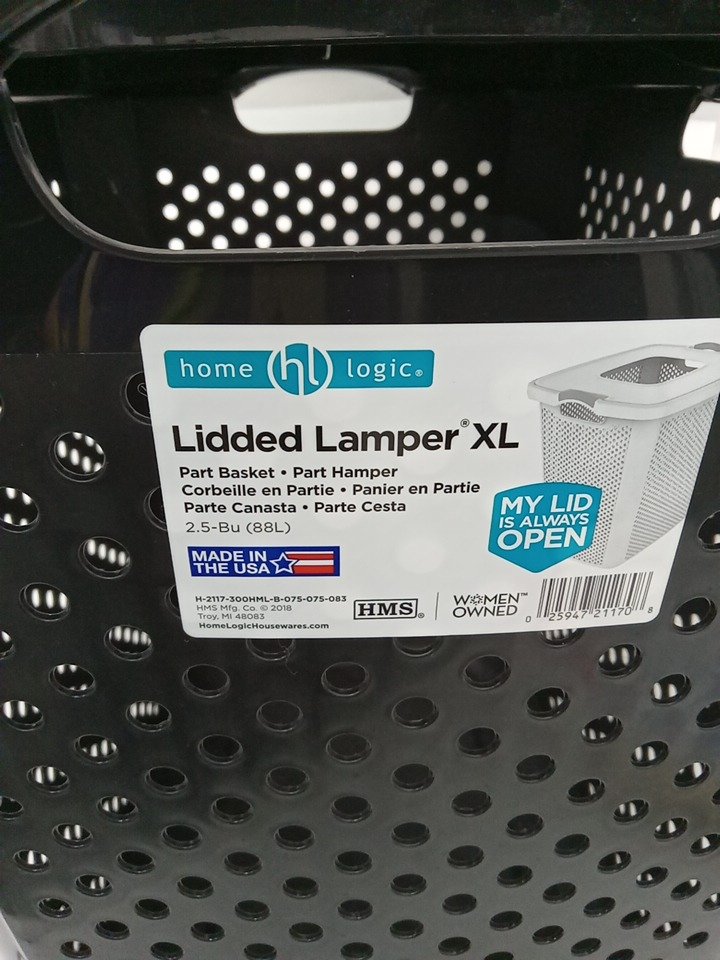 home hl logic®
Lidded Lamper® XL
Part Basket • Part Hamper
Corbeille en Partie • Panier en Partie
Parte Canasta • Parte Cesta
2.5-Bu (88L)
MY LID
IS ALWAYS
OPEN
MADE IN
THE USA
H-2117-300HML-B-075-075-083
HMS Mfg. Co. © 2018
Troy, MI 48083
HomeLogicHousewares.com
HMS®
WOMEN™
OWNED
0 25947 21170 8